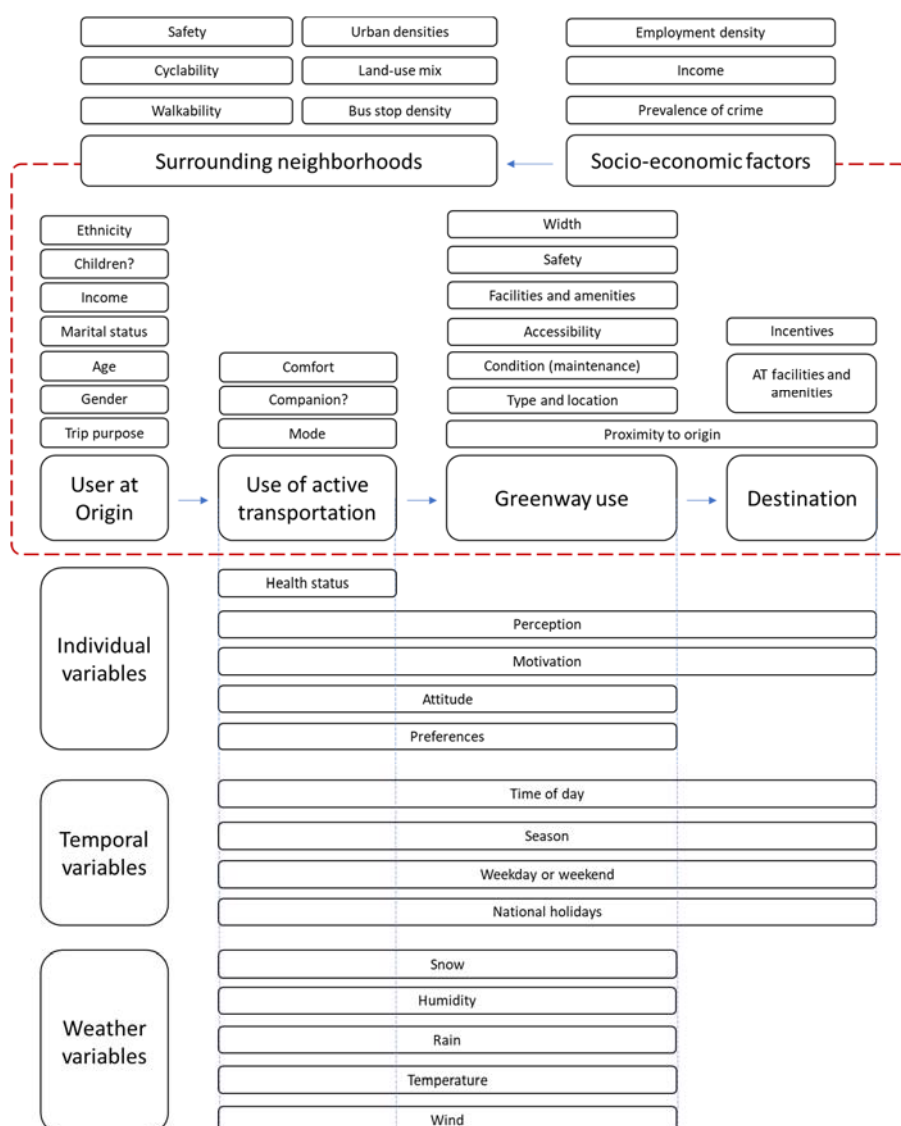 Safety
Urban densities
Employment density
Cyclability
Land-use mix
Income
Walkability
Bus stop density
Prevalence of crime
Surrounding neighborhoods
Socio-economic factors
Ethnicity
Children?
Income
Marital status
Age
Gender
Trip purpose
User at
Origin
Comfort
Companion?
Mode
Use of active
transportation
Width
Safety
Facilities and amenities
Accessibility
Condition (maintenance)
Type and location
Proximity to origin
Greenway use
Incentives
AT facilities and
amenities
Destination
Individual
variables
Health status
Perception
Motivation
Attitude
Preferences
Temporal
variables
Time of day
Season
Weekday or weekend
National holidays
Weather
variables
Snow
Humidity
Rain
Temperature
Wind